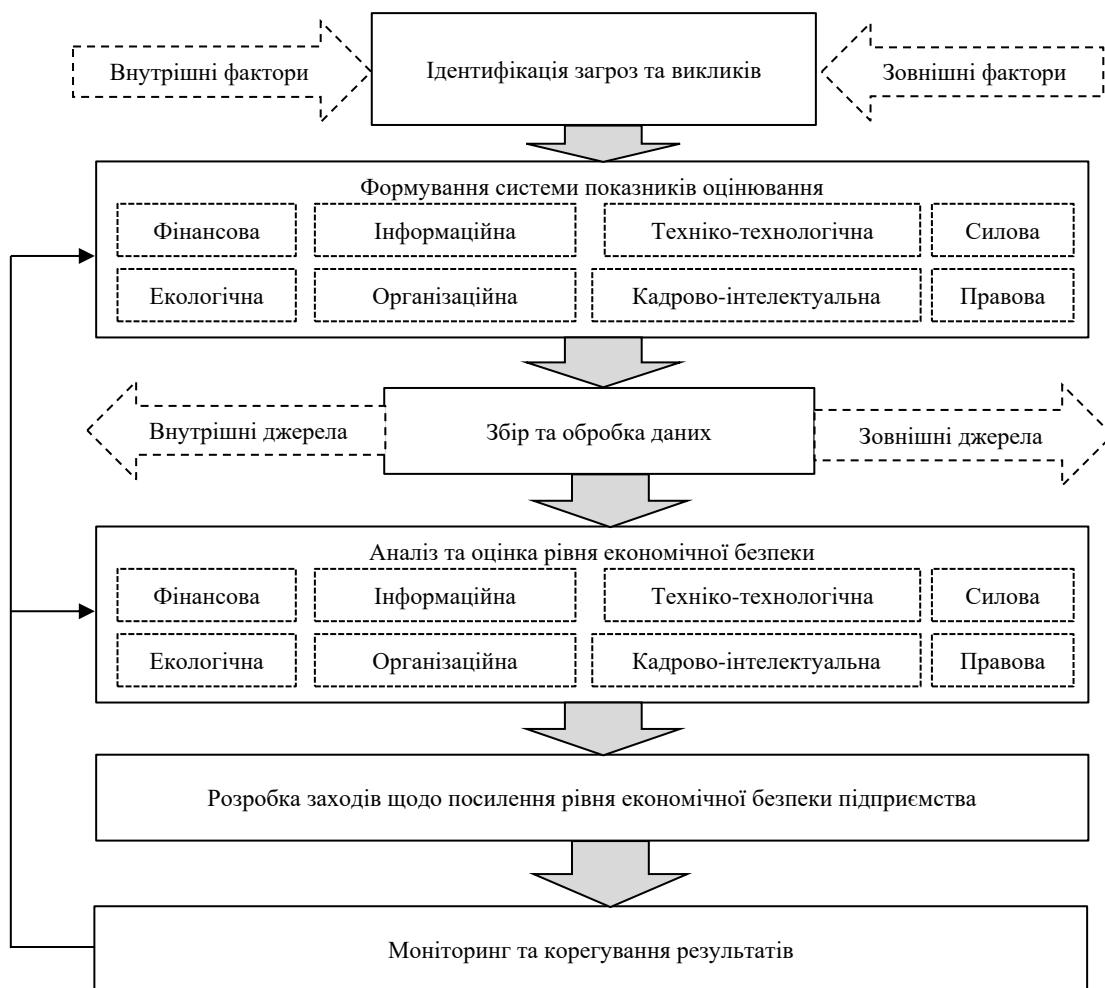 Внутрішні фактори
Ідентифікація загроз та викликів
Зовнішні фактори
Формування системи показників оцінювання
Фінансова
Інформаційна
Техніко-технологічна
Силова
Екологічна
Організаційна
Кадрово-інтелектуальна
Правова
Внутрішні джерела
Збір та обробка даних
Зовнішні джерела
Аналіз та оцінка рівня економічної безпеки
Фінансова
Інформаційна
Техніко-технологічна
Силова
Екологічна
Організаційна
Кадрово-інтелектуальна
Правова
Розробка заходів щодо посилення рівня економічної безпеки підприємства
Моніторинг та корегування результатів